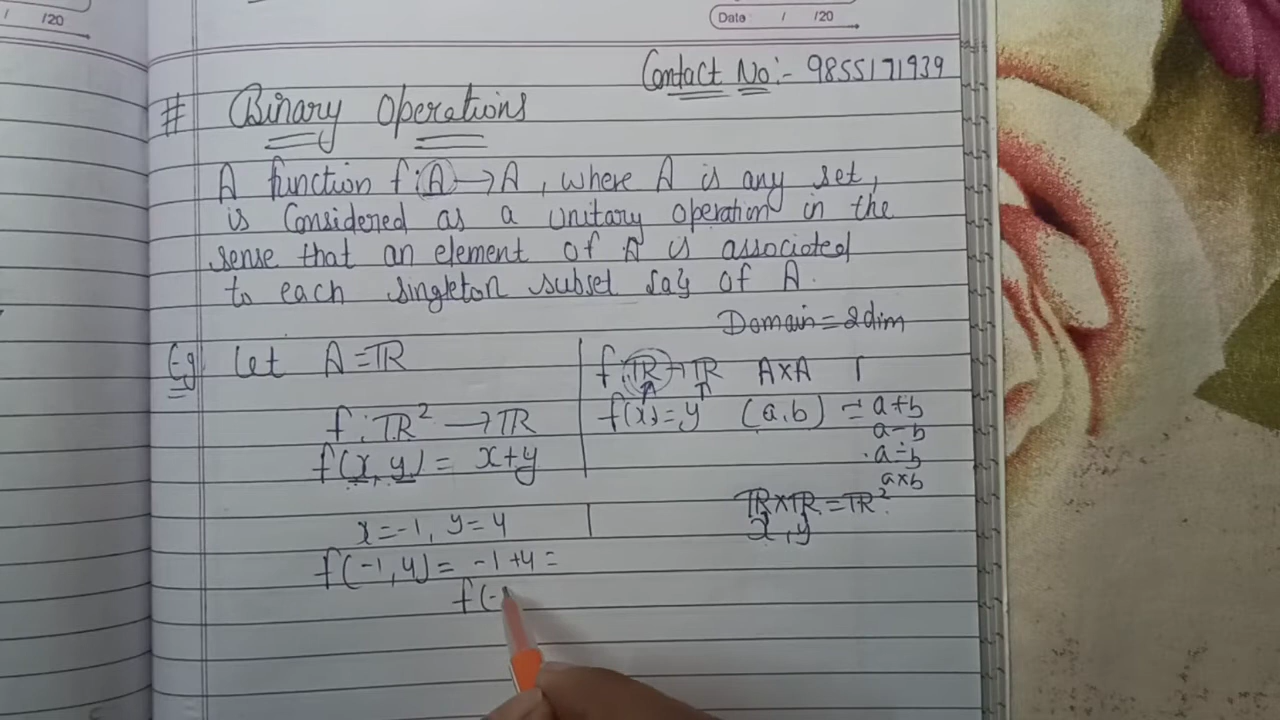 / /20
Date / /20
Contact No:- 9855171939
# Binary Operations
A function f:A→A, where A is any set,
is considered as a unitary operation in the
sense that an element of A is associated
to each singleton subset say of A.
Domain = 2dim
Eg Let A=ℝ
f:ℝ²→ℝ
f(x,y) = x+y
f:ℝ→ℝ A×A
f(x)=y (a,b) = a+b
a-b
a÷b
a×b
ℝ×ℝ=ℝ²
x,y
x=-1, y=4
f(-1,4) = -1+4=
f(-